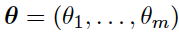 θ = (θ₁, . . . , θₘ)